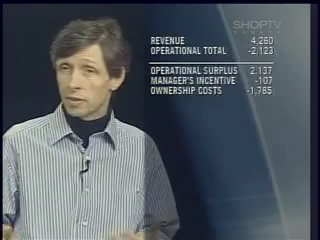 SHOPTV
CANADA
REVENUE 4,260
OPERATIONAL TOTAL -2,123
OPERATIONAL SURPLUS 2,137
MANAGER'S INCENTIVE -107
OWNERSHIP COSTS -1,785